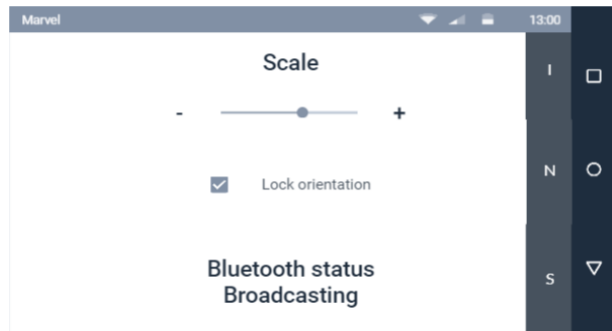 Marvel 13:00
Scale
- +
Lock orientation
Bluetooth status
Broadcasting
I
N
S